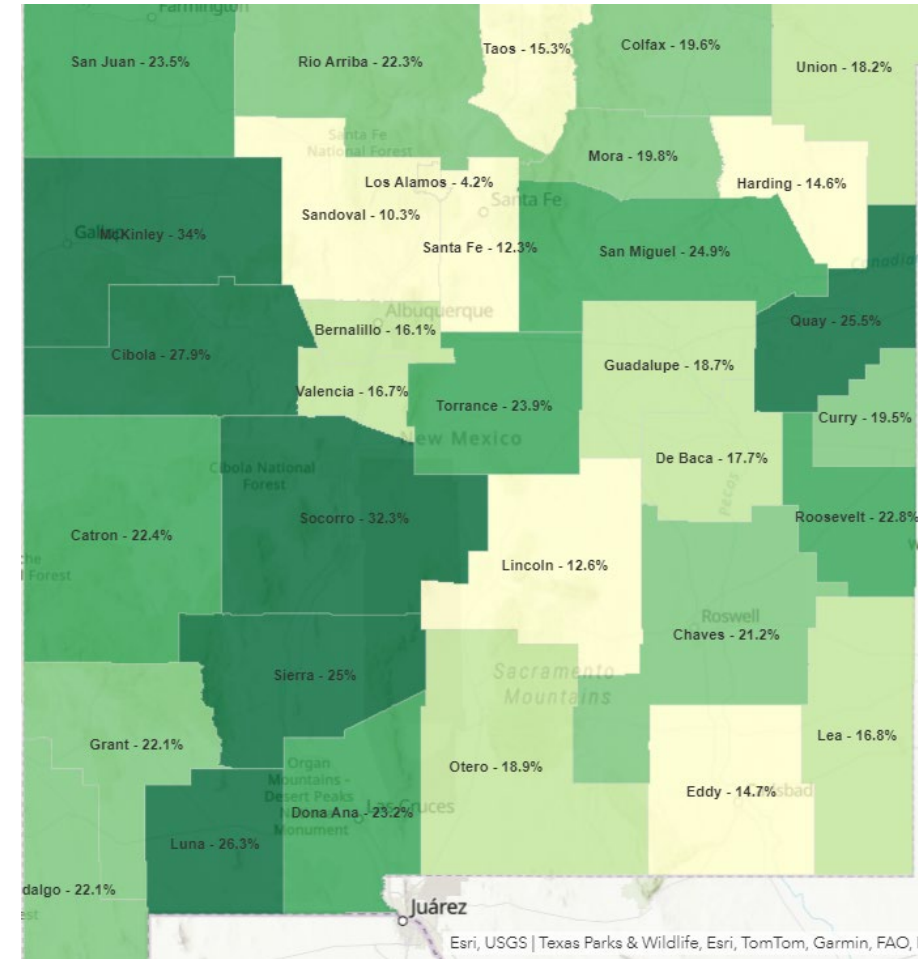 Farmington
San Juan - 23.5%
Rio Arriba - 22.3%
Taos - 15.3%
Colfax - 19.6%
Union - 18.2%
Santa Fe
National Forest
Mora - 19.8%
Harding - 14.6%
Los Alamos - 4.2%
Santa Fe
Sandoval - 10.3%
McKinley - 34%
Santa Fe - 12.3%
San Miguel - 24.9%
Canadian
Albuquerque
Bernalillo - 16.1%
Quay - 25.5%
Cibola - 27.9%
Guadalupe - 18.7%
Valencia - 16.7%
Torrance - 23.9%
Curry - 19.5%
New Mexico
De Baca - 17.7%
Cibola National
Forest
Pecos
Socorro - 32.3%
Roosevelt - 22.8%
Catron - 22.4%
Forest
Lincoln - 12.6%
Roswell
Chaves - 21.2%
Sacramento
Mountains
Sierra - 25%
Grant - 22.1%
Lea - 16.8%
Otero - 18.9%
Organ
Mountains -
Desert Peaks
Monument
Eddy - 14.7%
Las Cruces
Dona Ana - 23.2%
Luna - 26.3%
dalgo - 22.1%
Juárez
Esri, USGS | Texas Parks & Wildlife, Esri, TomTom, Garmin, FAO,